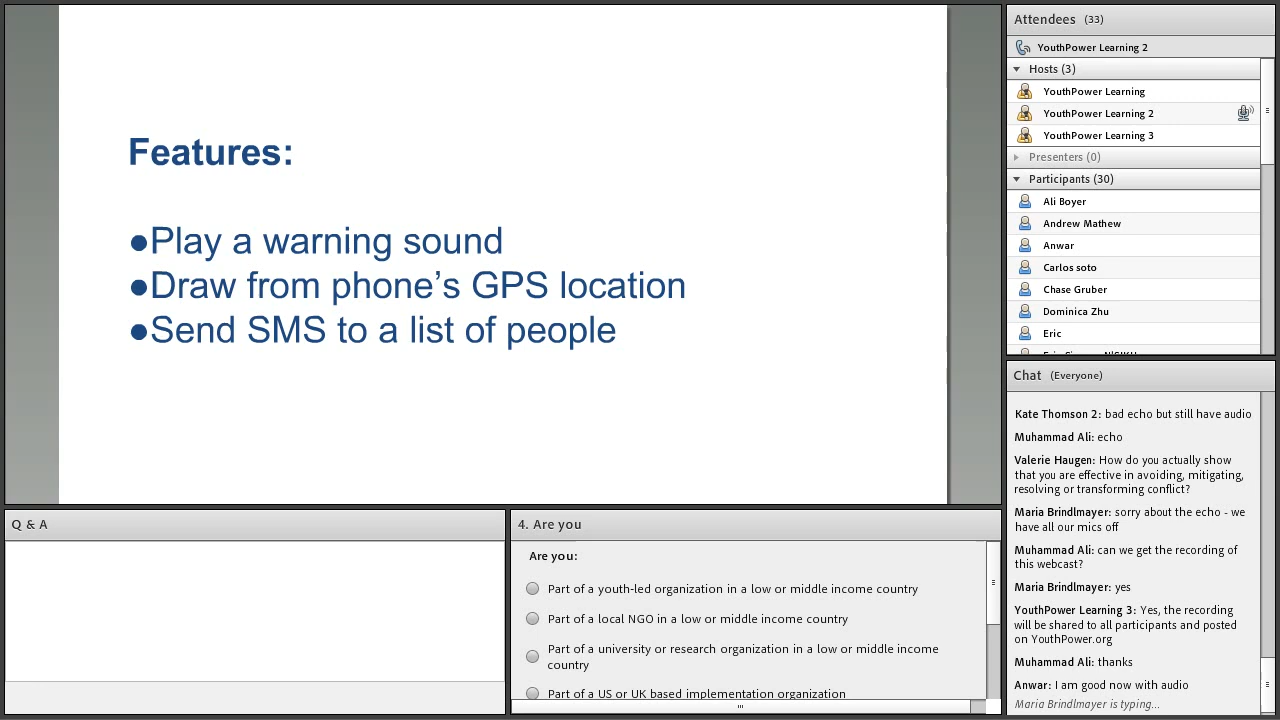 Features:
●Play a warning sound
●Draw from phone’s GPS location
●Send SMS to a list of people
Q & A
4. Are you
Are you:
Part of a youth-led organization in a low or middle income country
Part of a local NGO in a low or middle income country
Part of a university or research organization in a low or middle income
country
Part of a US or UK based implementation organization
Attendees (33)
YouthPower Learning 2
Hosts (3)
YouthPower Learning
YouthPower Learning 2
YouthPower Learning 3
Presenters (0)
Participants (30)
Ali Boyer
Andrew Mathew
Anwar
Carlos soto
Chase Gruber
Dominica Zhu
Eric
Chat (Everyone)
Kate Thomson 2: bad echo but still have audio
Muhammad Ali: echo
Valerie Haugen: How do you actually show
that you are effective in avoiding, mitigating,
resolving or transforming conflict?
Maria Brindlmayer: sorry about the echo - we
have all our mics off
Muhammad Ali: can we get the recording of
this webcast?
Maria Brindlmayer: yes
YouthPower Learning 3: Yes, the recording
will be shared to all participants and posted
on YouthPower.org
Muhammad Ali: thanks
Anwar: I am good now with audio
Maria Brindlmayer is typing...